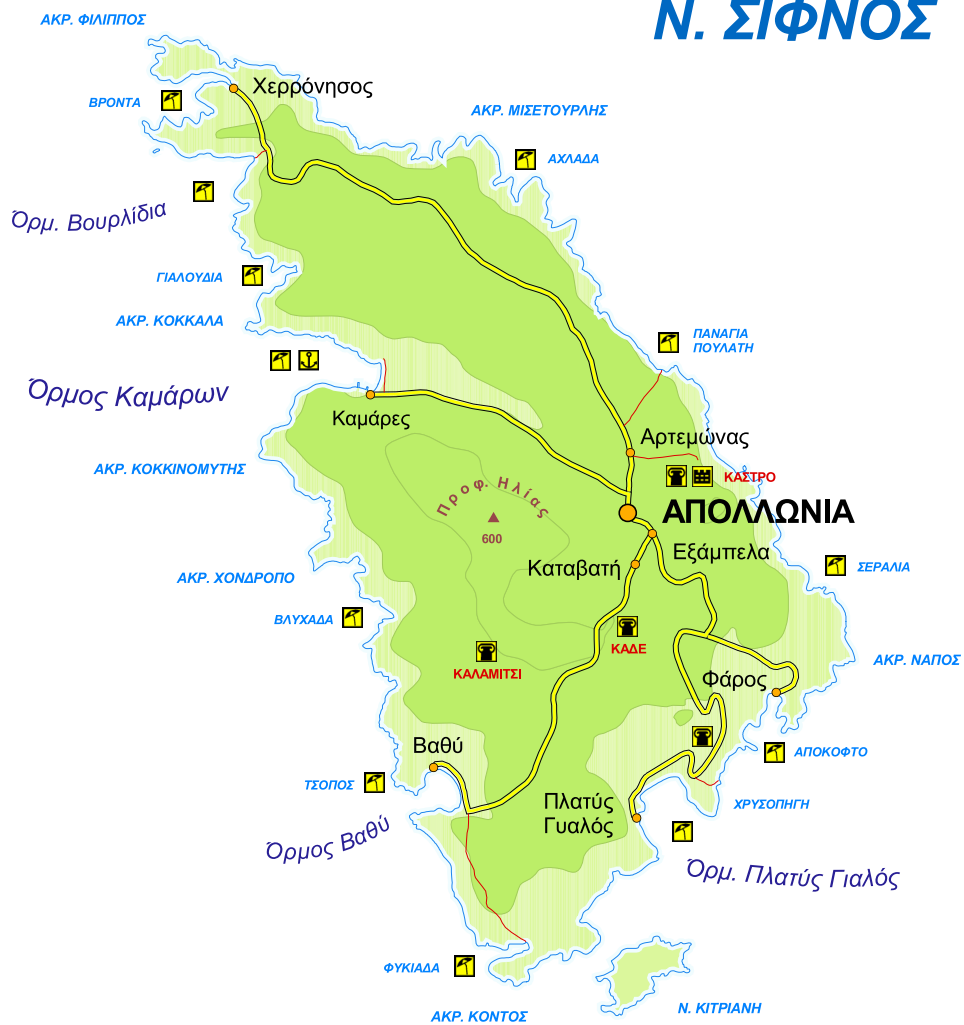 Ν. ΣΙΦΝΟΣ
ΑΚΡ. ΦΙΛΙΠΠΟΣ
Χερρόνησος
ΒΡΟΝΤΑ
ΑΚΡ. ΜΙΣΕΤΟΥΡΛΗΣ
ΑΧΛΑΔΑ
Όρμ. Βουρλίδια
ΓΙΑΛΟΥΔΙΑ
ΑΚΡ. ΚΟΚΚΑΛΑ
ΠΑΝΑΓΙΑ
ΠΟΥΛΑΤΗ
Όρμος Καμάρων
Καμάρες
Αρτεμώνας
ΑΚΡ. ΚΟΚΚΙΝΟΜΥΤΗΣ
ΚΑΣΤΡΟ
Προφ. Ηλίας
600
ΑΠΟΛΛΩΝΙΑ
Εξάμπελα
Καταβατή
ΣΕΡΑΛΙΑ
ΑΚΡ. ΧΟΝΔΡΟΠΟ
ΒΛΥΧΑΔΑ
ΚΑΔΕ
ΑΚΡ. ΝΑΠΟΣ
ΚΑΛΑΜΙΤΣΙ
Φάρος
Βαθύ
ΑΠΟΚΟΦΤΟ
ΤΣΟΠΟΣ
Πλατύς
Γυαλός
ΧΡΥΣΟΠΗΓΗ
Όρμος Βαθύ
Όρμ. Πλατύς Γιαλός
ΦΥΚΙΑΔΑ
ΑΚΡ. ΚΟΝΤΟΣ
Ν. ΚΙΤΡΙΑΝΗ